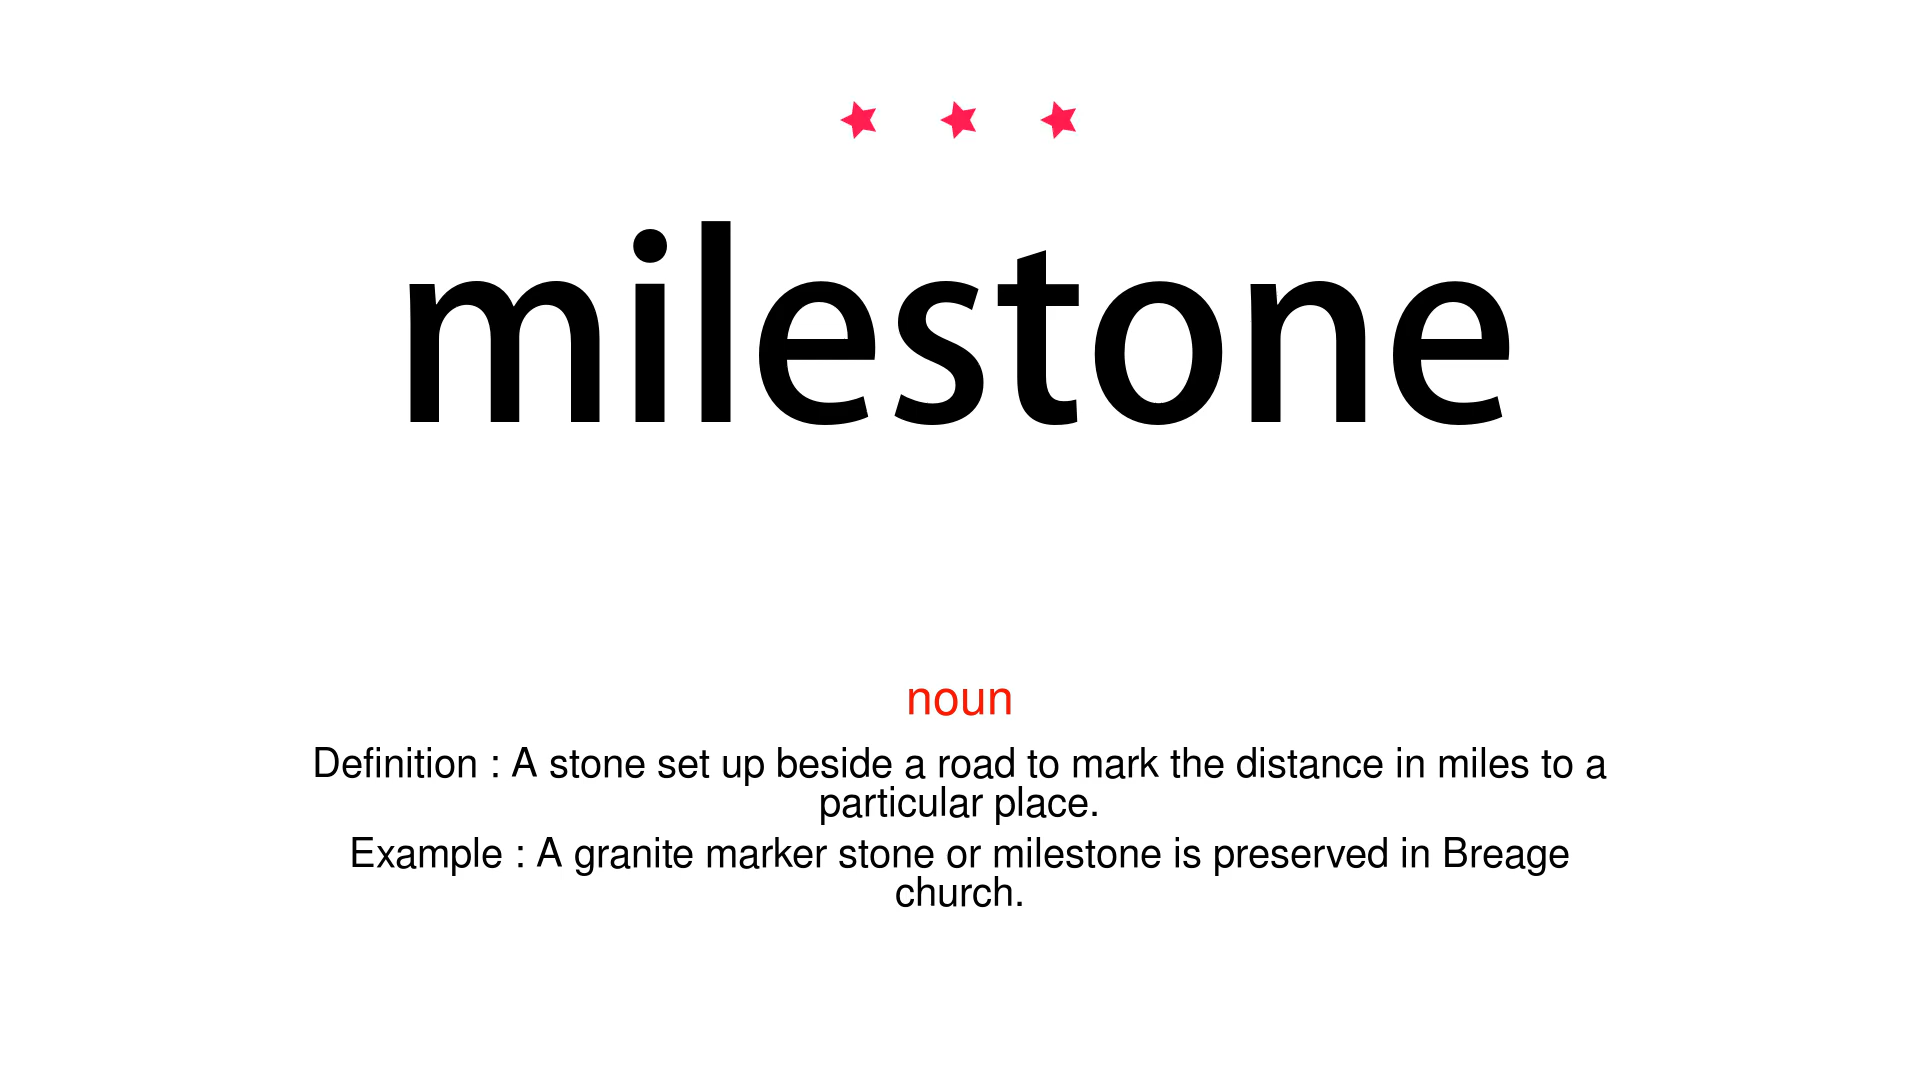 milestone
noun
Definition : A stone set up beside a road to mark the distance in miles to a
particular place.
Example : A granite marker stone or milestone is preserved in Breage
church.